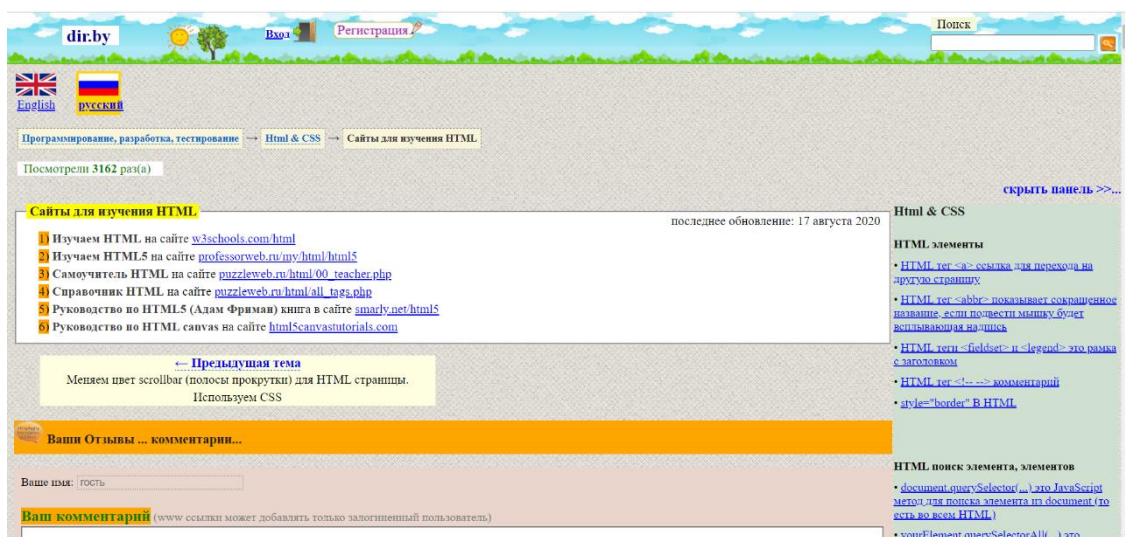 dir.by
Вход
Регистрация
Поиск
English
русский
Программирование, разработка, тестирование → Html & CSS → Сайты для изучения HTML
Посмотрели 3162 раз(а)
скрыть панель >>...
Сайты для изучения HTML
последнее обновление: 17 августа 2020
1) Изучаем HTML на сайте w3schools.com/html
2) Изучаем HTML5 на сайте professorweb.ru/my/html/html5
3) Самоучитель HTML на сайте puzzleweb.ru/html/00_teacher.php
4) Справочник HTML на сайте puzzleweb.ru/html/all_tags.php
5) Руководство по HTML5 (Адам Фриман) книга в сайте smarly.net/html5
6) Руководство по HTML canvas на сайте html5canvastutorials.com
← Предыдущая тема
Меняем цвет scrollbar (полосы прокрутки) для HTML страницы.
Используем CSS
Ваши Отзывы ... комментарии...
Ваше имя: гость
Ваш комментарий (www ссылки может добавлять только залогиненный пользователь)
Html & CSS
HTML элементы
• HTML тег <a> ссылка для перехода на
другую страницу
• HTML тег <abbr> показывает сокращенное
название, если подвести мышку будет
всплывающая надпись
• HTML теги <fieldset> и <legend> это рамка
с заголовком
• HTML тег <!-- --> комментарий
• style="border" В HTML
HTML поиск элемента, элементов
• document.querySelector(...) это JavaScript
метод для поиска элемента из document (то
есть во всем HTML)
• yourElement.querySelectorAll(...) это